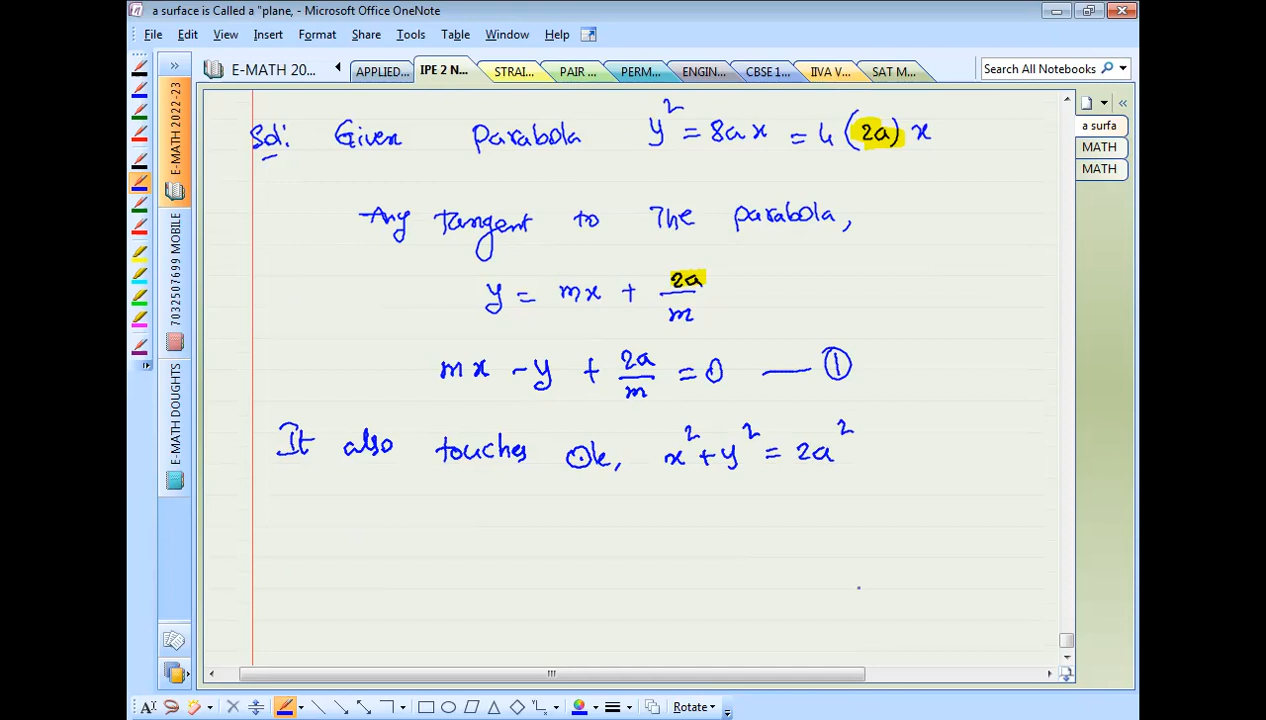 a surface is Called a "plane, - Microsoft Office OneNote
File Edit View Insert Format Share Tools Table Window Help
E-MATH 20... APPLIED... IPE 2 N... STRAI... PAIR ... PERM... ENGIN... CBSE 1... IIVA V... SAT M... Search All Notebooks
a surfa
MATH
MATH
E-MATH 2022-23
7032507699 MOBILE
E-MATH DOUGHTS
Sol: Given Parabola y² = 8ax = 4(2a)x
Any tangent to The parabola,
y = mx + 2a/m
mx - y + 2a/m = 0 — ①
It also touches ⊙le, x² + y² = 2a²
Rotate